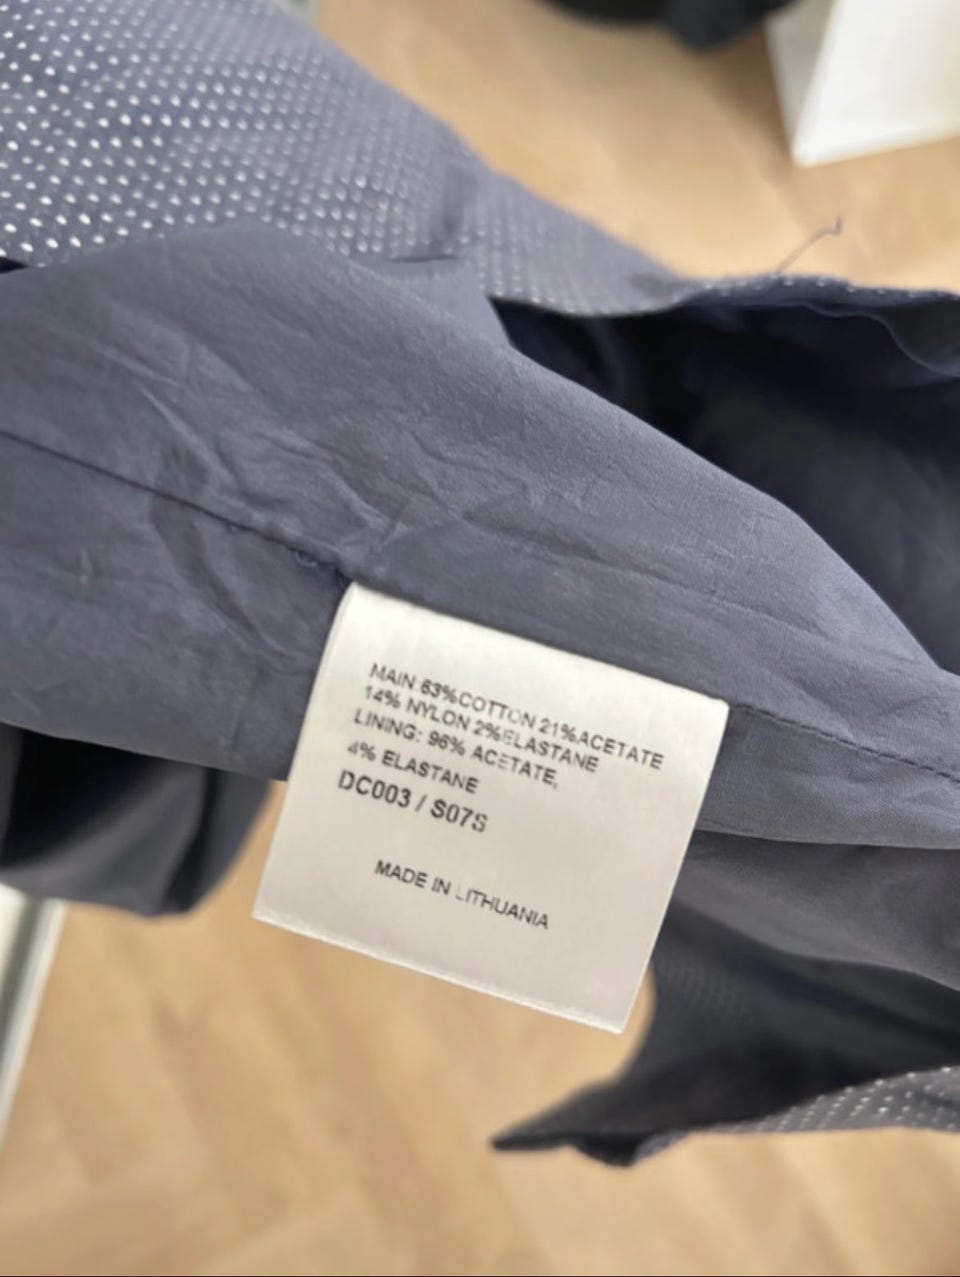 MAIN:63%COTTON 21%ACETATE
14% NYLON 2%ELASTANE
LINING: 96% ACETATE,
4% ELASTANE
DC003 / S07S
MADE IN LITHUANIA